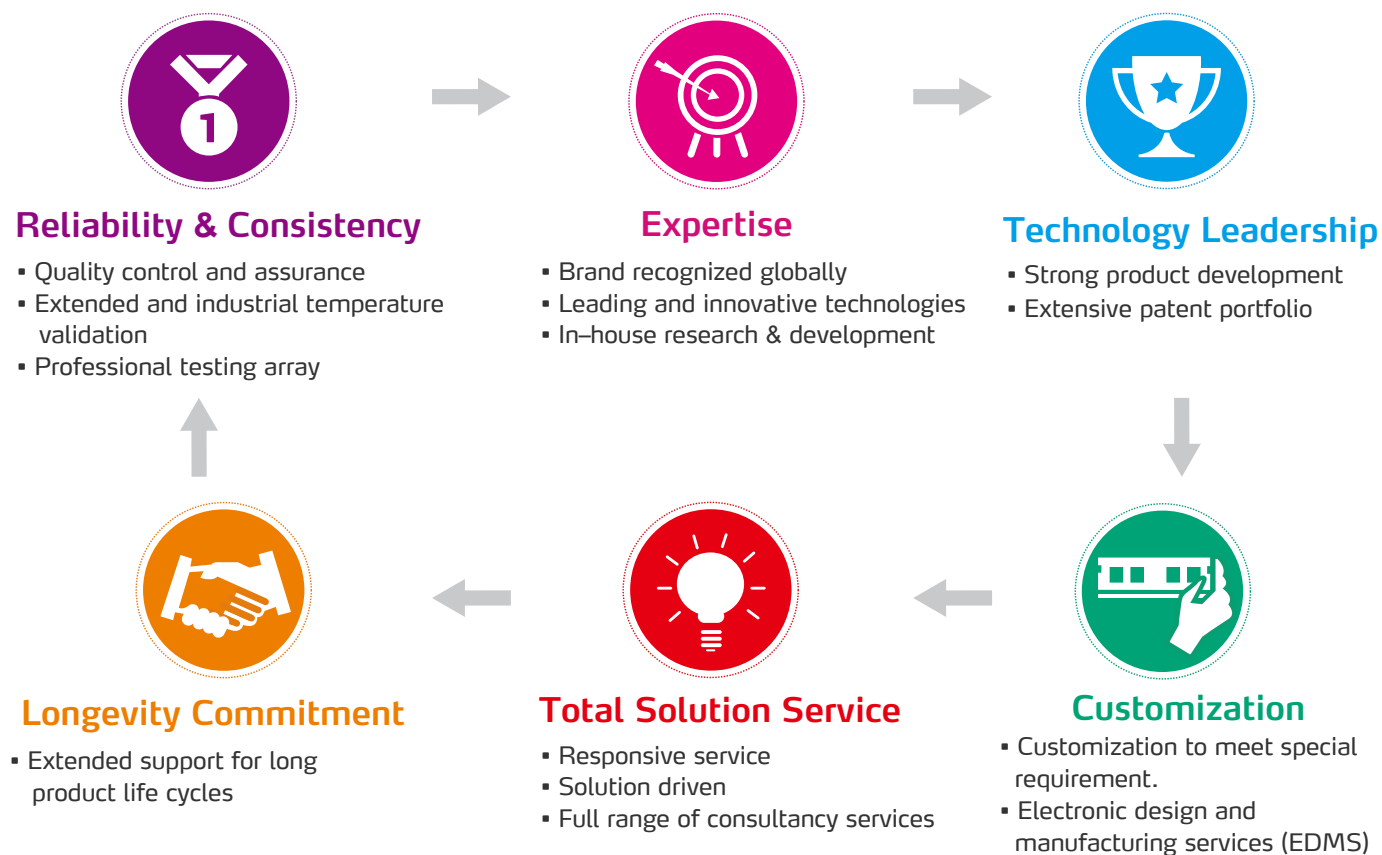 1
Reliability & Consistency
▪ Quality control and assurance
▪ Extended and industrial temperature
validation
▪ Professional testing array
Expertise
▪ Brand recognized globally
▪ Leading and innovative technologies
▪ In–house research & development
Technology Leadership
▪ Strong product development
▪ Extensive patent portfolio
Customization
▪ Customization to meet special
requirement.
▪ Electronic design and
manufacturing services (EDMS)
Total Solution Service
▪ Responsive service
▪ Solution driven
▪ Full range of consultancy services
Longevity Commitment
▪ Extended support for long
product life cycles